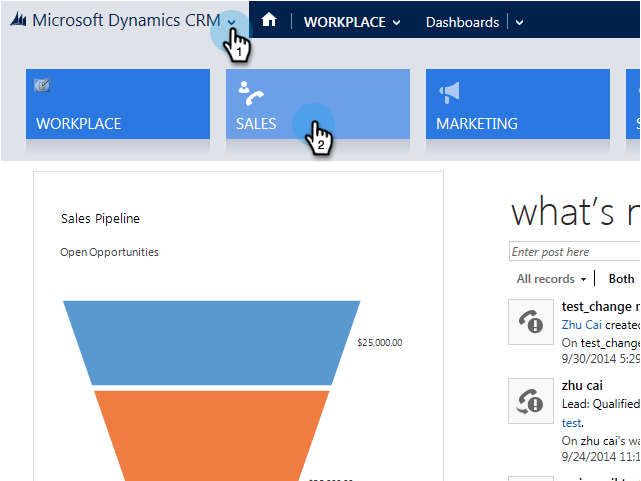 Microsoft Dynamics CRM
WORKPLACE
Dashboards
1
WORKPLACE
SALES
MARKETING
2
Sales Pipeline
Open Opportunities
$25,000.00
what's
Enter post here
All records
Both
test_change
Zhu Cai created
On test_change
9/30/2014 5:29
zhu cai
Lead: Qualified
test.
On zhu cai's
9/24/2014 11:1